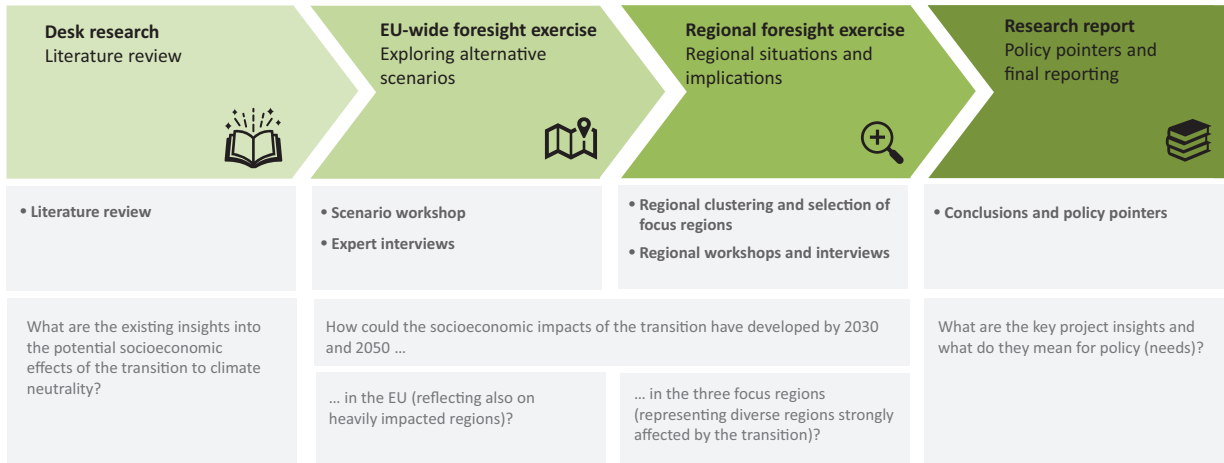 Desk research
Literature review
EU-wide foresight exercise
Exploring alternative
scenarios
Regional foresight exercise
Regional situations and
implications
Research report
Policy pointers and
final reporting
• Literature review
• Scenario workshop
• Expert interviews
• Regional clustering and selection of
focus regions
• Regional workshops and interviews
• Conclusions and policy pointers
What are the existing insights into
the potential socioeconomic
effects of the transition to climate
neutrality?
How could the socioeconomic impacts of the transition have developed by 2030
and 2050 …
… in the EU (reflecting also on
heavily impacted regions)?
… in the three focus regions
(representing diverse regions strongly
affected by the transition)?
What are the key project insights and
what do they mean for policy (needs)?